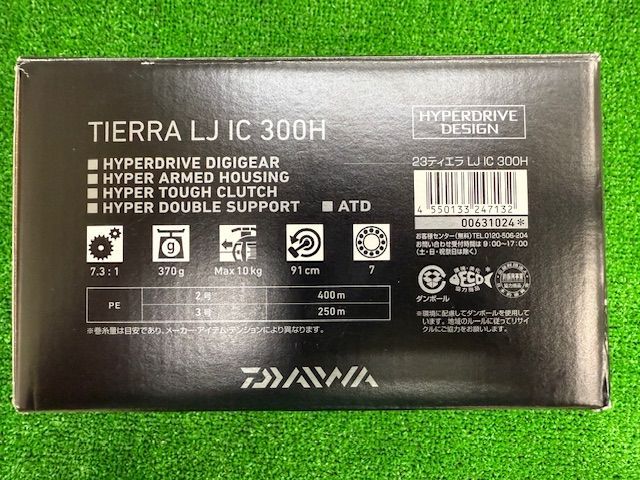 TIERRA LJ IC 300H
HYPERDRIVE DIGIGEAR
HYPER ARMED HOUSING
HYPER TOUGH CLUTCH
HYPER DOUBLE SUPPORT ■ ATD
g
7.3:1 370g Max10kg 91cm 7
PE 2号 400m
3号 250m
※巻糸量は目安であり、メーカー・アイテム・テンションにより異なります。
DAIWA
HYPERDRIVE
DESIGN
23ティエラ LJ IC 300H
4 550133 247132
00631024*
お客様センター(無料)TEL.0120-506-204
お問い合わせ受付時間は9:00~17:00
(土・日・祝祭日は除く)
ダンボール
※環境に配慮してダンボールを使用して
います。地域のルールに従ってリサイ
クルにご協力をお願いします。